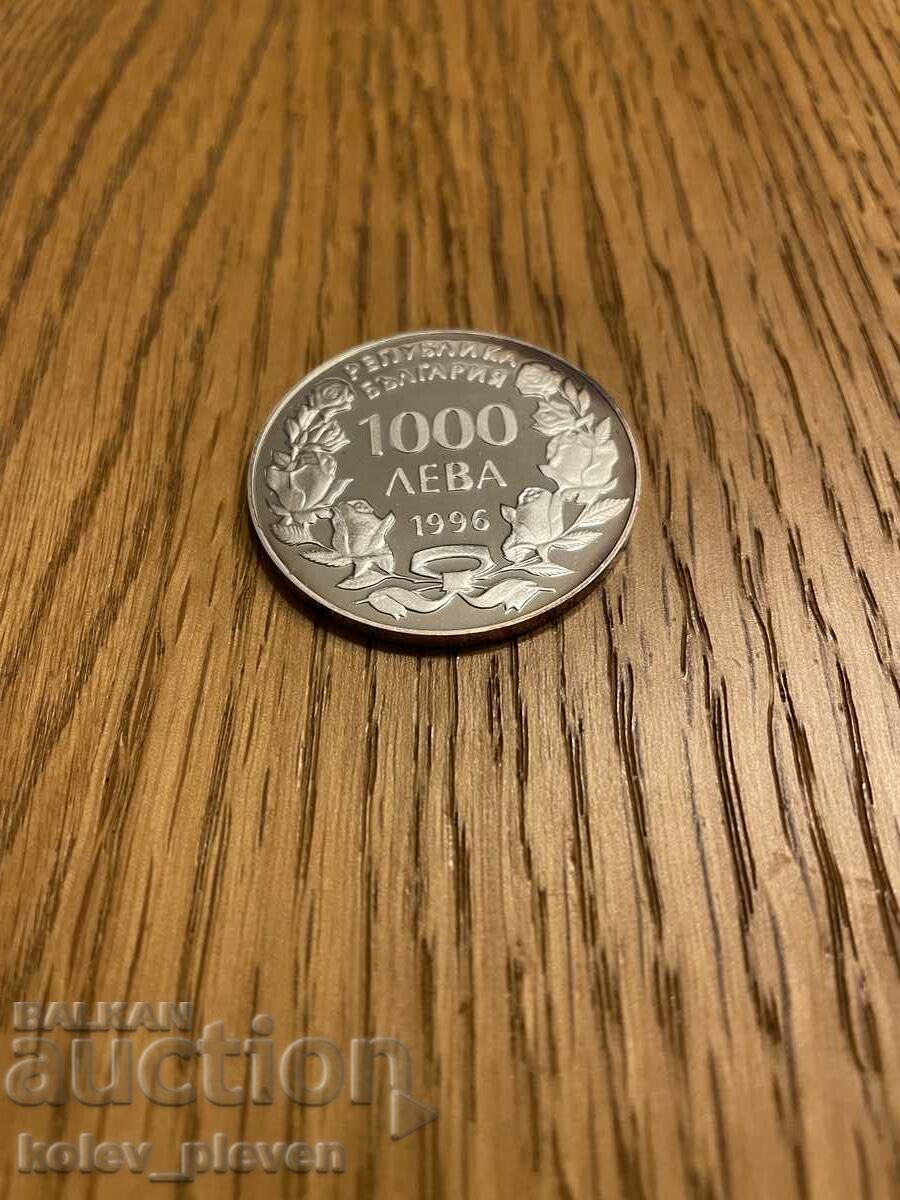 РЕПУБЛИКА
БЪЛГАРИЯ
1000
ЛЕВА
1996
BALKAN
auction
kolev_pleven